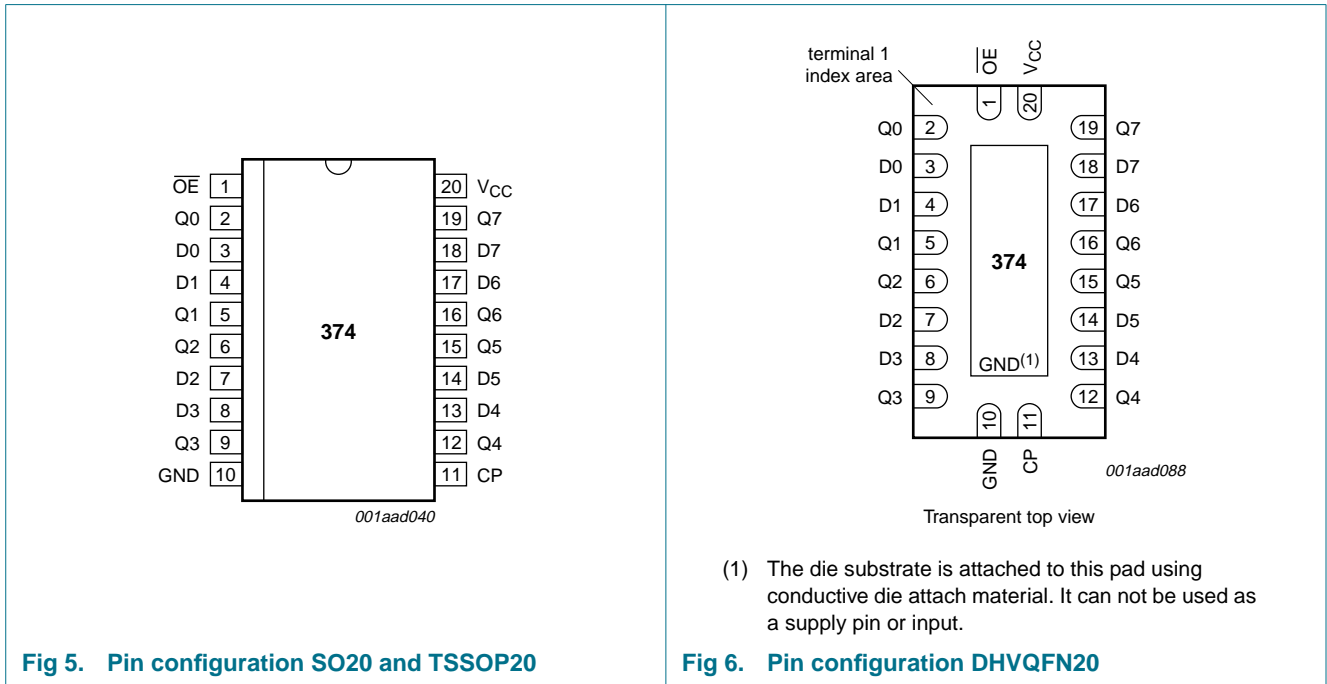 OE 1
Q0 2
D0 3
D1 4
Q1 5
Q2 6
D2 7
D3 8
Q3 9
GND 10
374
20 VCC
19 Q7
18 D7
17 D6
16 Q6
15 Q5
14 D5
13 D4
12 Q4
11 CP
001aad040
Fig 5. Pin configuration SO20 and TSSOP20
terminal 1
index area
OE
VCC
1
20
Q0 2
D0 3
D1 4
Q1 5
Q2 6
D2 7
D3 8
Q3 9
374
GND(1)
19 Q7
18 D7
17 D6
16 Q6
15 Q5
14 D5
13 D4
12 Q4
10
11
GND
CP
001aad088
Transparent top view
(1) The die substrate is attached to this pad using
conductive die attach material. It can not be used as
a supply pin or input.
Fig 6. Pin configuration DHVQFN20